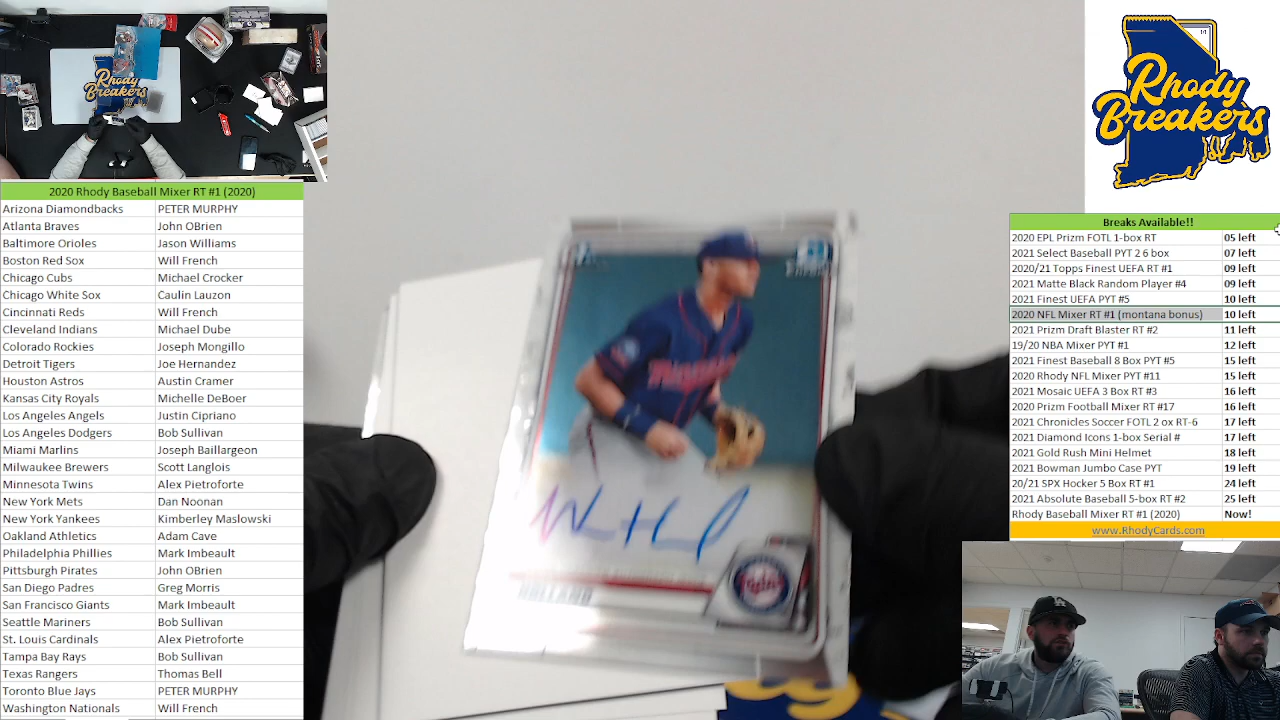 2020 Rhody Baseball Mixer RT #1 (2020)
Arizona Diamondbacks PETER MURPHY
Atlanta Braves John OBrien
Baltimore Orioles Jason Williams
Boston Red Sox Will French
Chicago Cubs Michael Crocker
Chicago White Sox Caulin Lauzon
Cincinnati Reds Will French
Cleveland Indians Michael Dube
Colorado Rockies Joseph Mongillo
Detroit Tigers Joe Hernandez
Houston Astros Austin Cramer
Kansas City Royals Michelle DeBoer
Los Angeles Angels Justin Cipriano
Los Angeles Dodgers Bob Sullivan
Miami Marlins Joseph Baillargeon
Milwaukee Brewers Scott Langlois
Minnesota Twins Alex Pietroforte
New York Mets Dan Noonan
New York Yankees Kimberley Maslowski
Oakland Athletics Adam Cave
Philadelphia Phillies Mark Imbeault
Pittsburgh Pirates John OBrien
San Diego Padres Greg Morris
San Francisco Giants Mark Imbeault
Seattle Mariners Bob Sullivan
St. Louis Cardinals Alex Pietroforte
Tampa Bay Rays Bob Sullivan
Texas Rangers Thomas Bell
Toronto Blue Jays PETER MURPHY
Washington Nationals Will French
Rhody
Breakers
HOLLAND
Rhody
Breakers
Breaks Available!!
2020 EPL Prizm FOTL 1-box RT 05 left
2021 Select Baseball PYT 2 6 box 07 left
2020/21 Topps Finest UEFA RT #1 09 left
2021 Matte Black Random Player #4 09 left
2021 Finest UEFA PYT #5 10 left
2020 NFL Mixer RT #1 (montana bonus) 10 left
2021 Prizm Draft Blaster RT #2 11 left
19/20 NBA Mixer PYT #1 12 left
2021 Finest Baseball 8 Box PYT #5 15 left
2020 Rhody NFL Mixer PYT #11 15 left
2021 Mosaic UEFA 3 Box RT #3 16 left
2020 Prizm Football Mixer RT #17 16 left
2021 Chronicles Soccer FOTL 2 ox RT-6 17 left
2021 Diamond Icons 1-box Serial # 17 left
2021 Gold Rush Mini Helmet 18 left
2021 Bowman Jumbo Case PYT 19 left
20/21 SPX Hocker 5 Box RT #1 24 left
2021 Absolute Baseball 5-box RT #2 25 left
Rhody Baseball Mixer RT #1 (2020) Now!
www.RhodyCards.com